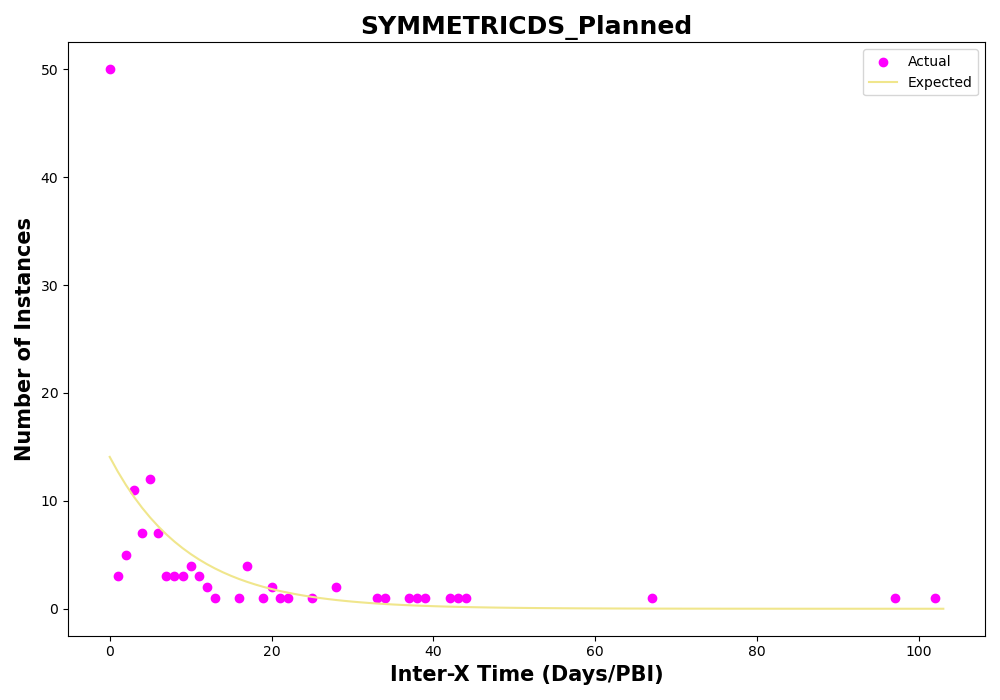 SYMMETRICDS_Planned
Actual
Expected
50
40
30
20
10
0
Number of Instances
0 20 40 60 80 100
Inter-X Time (Days/PBI)